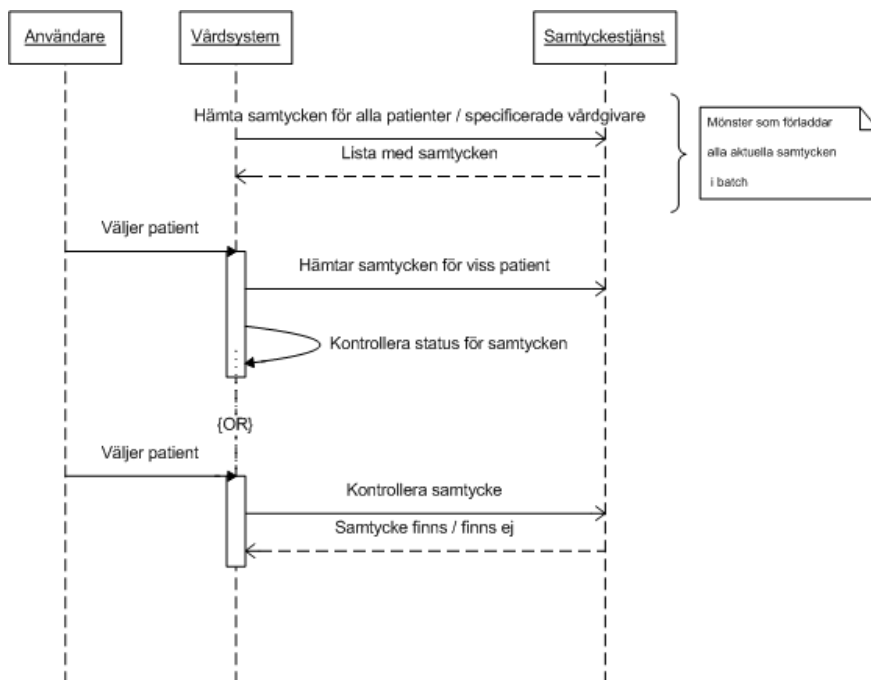 Användare
Vårdsystem
Samtyckestjänst
Hämta samtycken för alla patienter / specificerade vårdgivare
Lista med samtycken
Mönster som förladdar
alla aktuella samtycken
i batch
Väljer patient
Hämtar samtycken för viss patient
Kontrollera status för samtycken
{OR}
Väljer patient
Kontrollera samtycke
Samtycke finns / finns ej